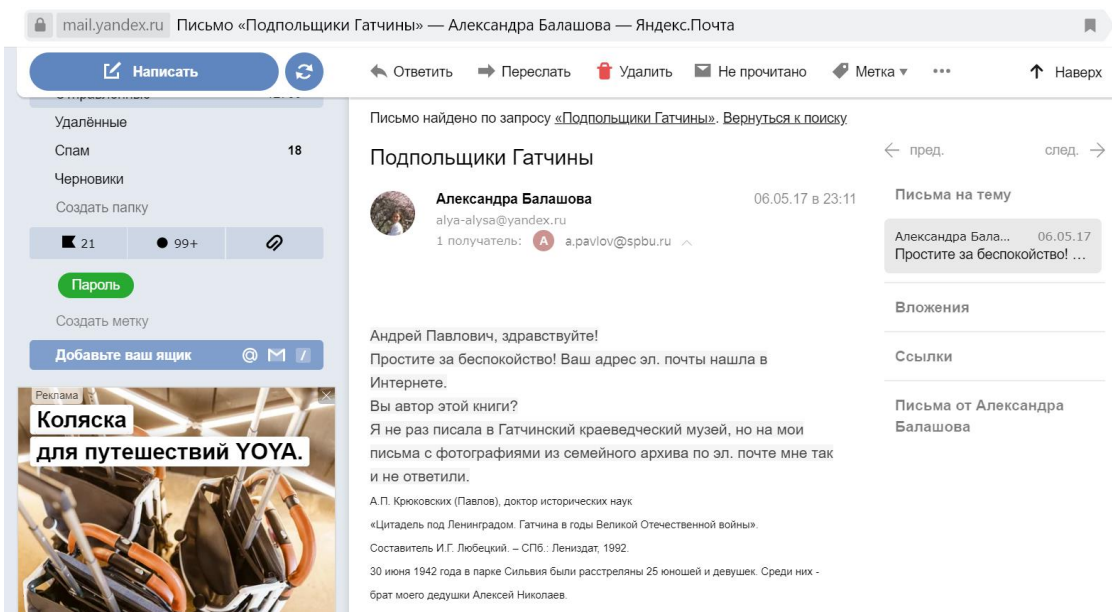 mail.yandex.ru Письмо «Подпольщики Гатчины» — Александра Балашова — Яндекс.Почта
Написать
Ответить Переслать Удалить Не прочитано Метка Наверх
Отправленные
Удалённые
Спам 18
Черновики
Создать папку
21 99+
Пароль
Создать метку
Добавьте ваш ящик
Реклама
Коляска
для путешествий YOYA.
Письмо найдено по запросу «Подпольщики Гатчины». Вернуться к поиску
Подпольщики Гатчины
Александра Балашова 06.05.17 в 23:11
alya-alysa@yandex.ru
1 получатель: A a.pavlov@spbu.ru
Андрей Павлович, здравствуйте!
Простите за беспокойство! Ваш адрес эл. почты нашла в
Интернете.
Вы автор этой книги?
Я не раз писала в Гатчинский краеведческий музей, но на мои
письма с фотографиями из семейного архива по эл. почте мне так
и не ответили.
А.П. Крюковских (Павлов), доктор исторических наук
«Цитадель под Ленинградом. Гатчина в годы Великой Отечественной войны».
Составитель И.Г. Любецкий. – СПб.: Лениздат, 1992.
30 июня 1942 года в парке Сильвия были расстреляны 25 юношей и девушек. Среди них -
брат моего дедушки Алексей Николаев.
пред. след.
Письма на тему
Александра Бала... 06.05.17
Простите за беспокойство! ...
Вложения
Ссылки
Письма от Александра
Балашова